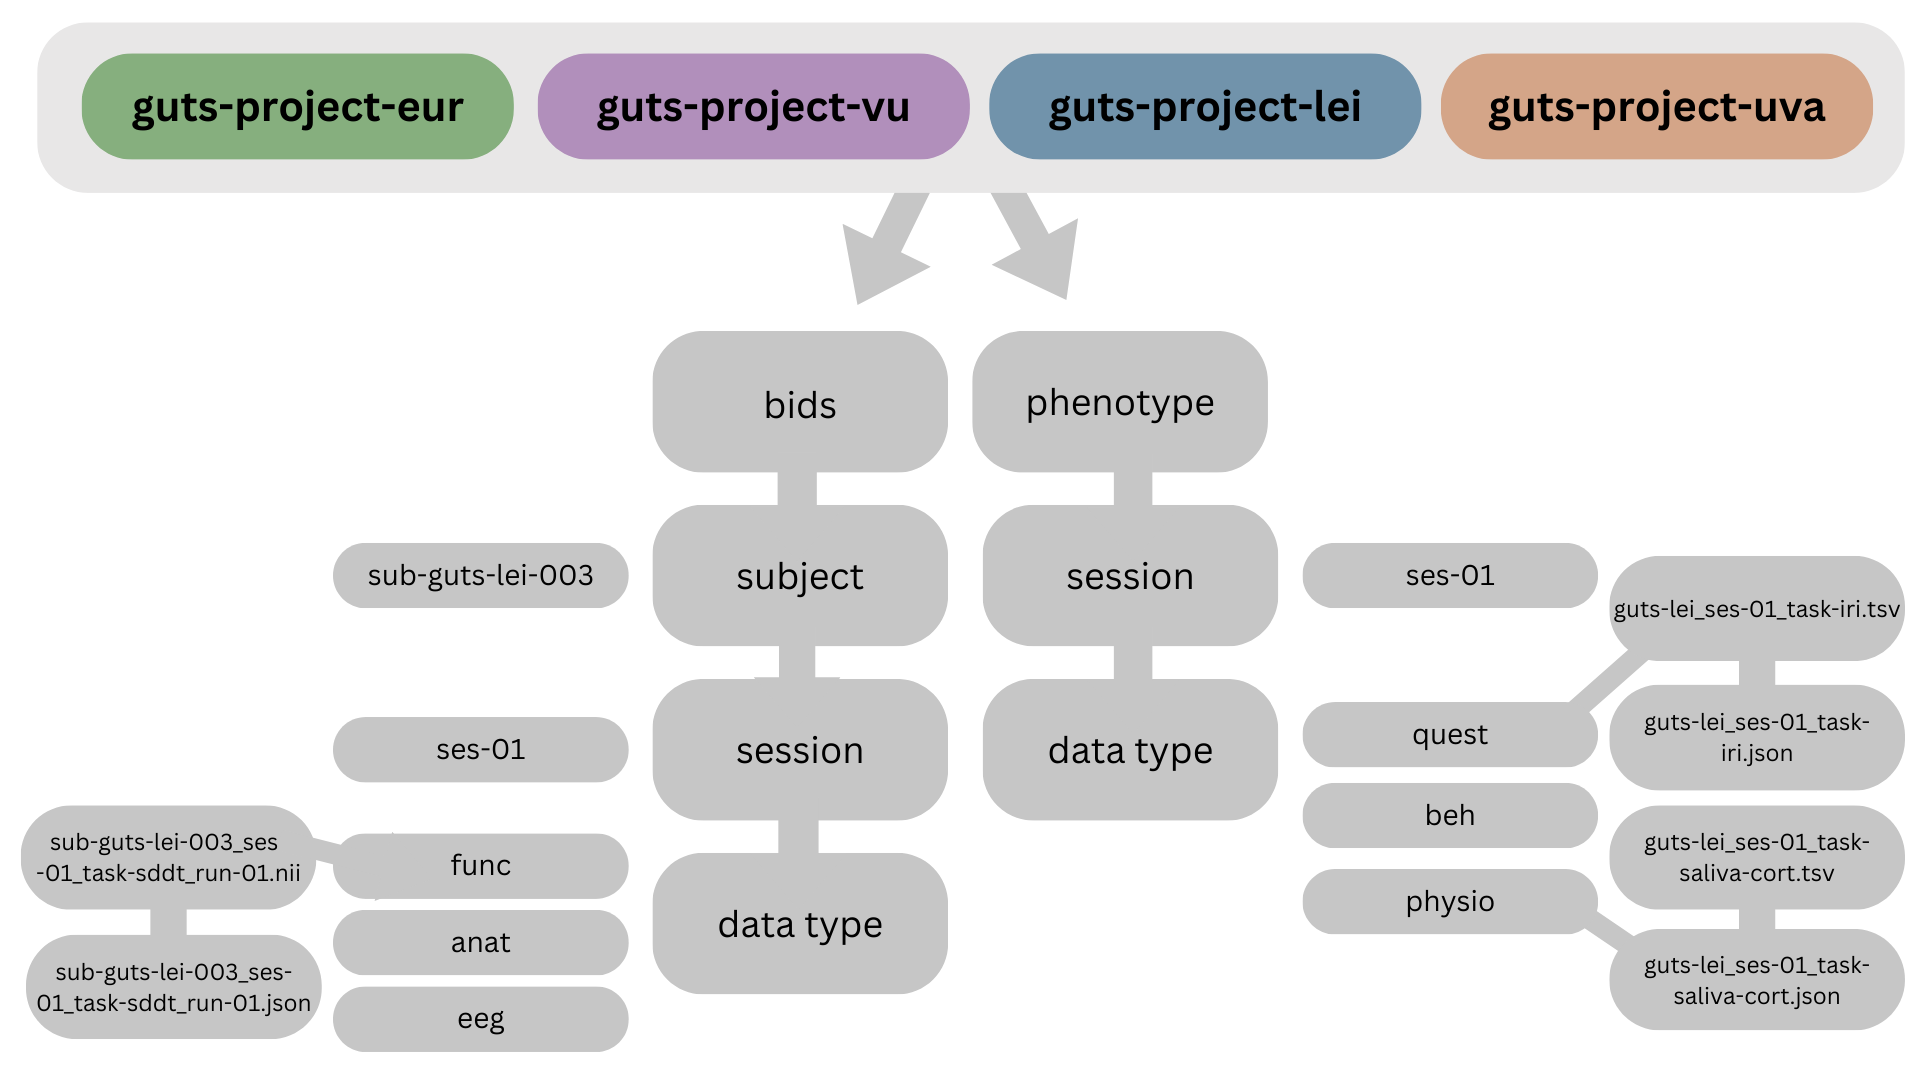 guts-project-eur
guts-project-vu
guts-project-lei
guts-project-uva
bids
phenotype
sub-guts-lei-003
subject
session
ses-01
guts-lei_ses-01_task-iri.tsv
ses-01
session
data type
quest
guts-lei_ses-01_task-
iri.json
beh
sub-guts-lei-003_ses
-01_task-sddt_run-01.nii
func
guts-lei_ses-01_task-
saliva-cort.tsv
data type
physio
anat
sub-guts-lei-003_ses-
01_task-sddt_run-01.json
eeg
guts-lei_ses-01_task-
saliva-cort.json